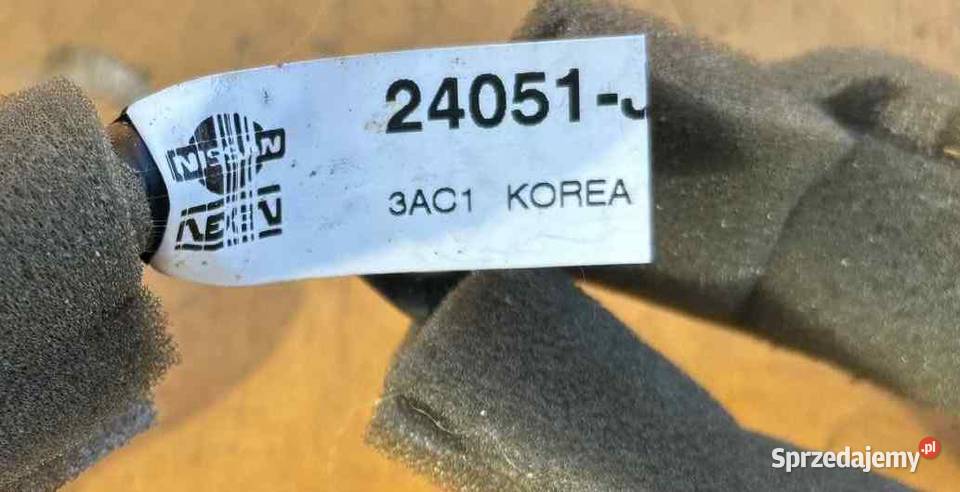 24051-J
NISSAN
3AC1 KOREA
Sprzedajemy.pl